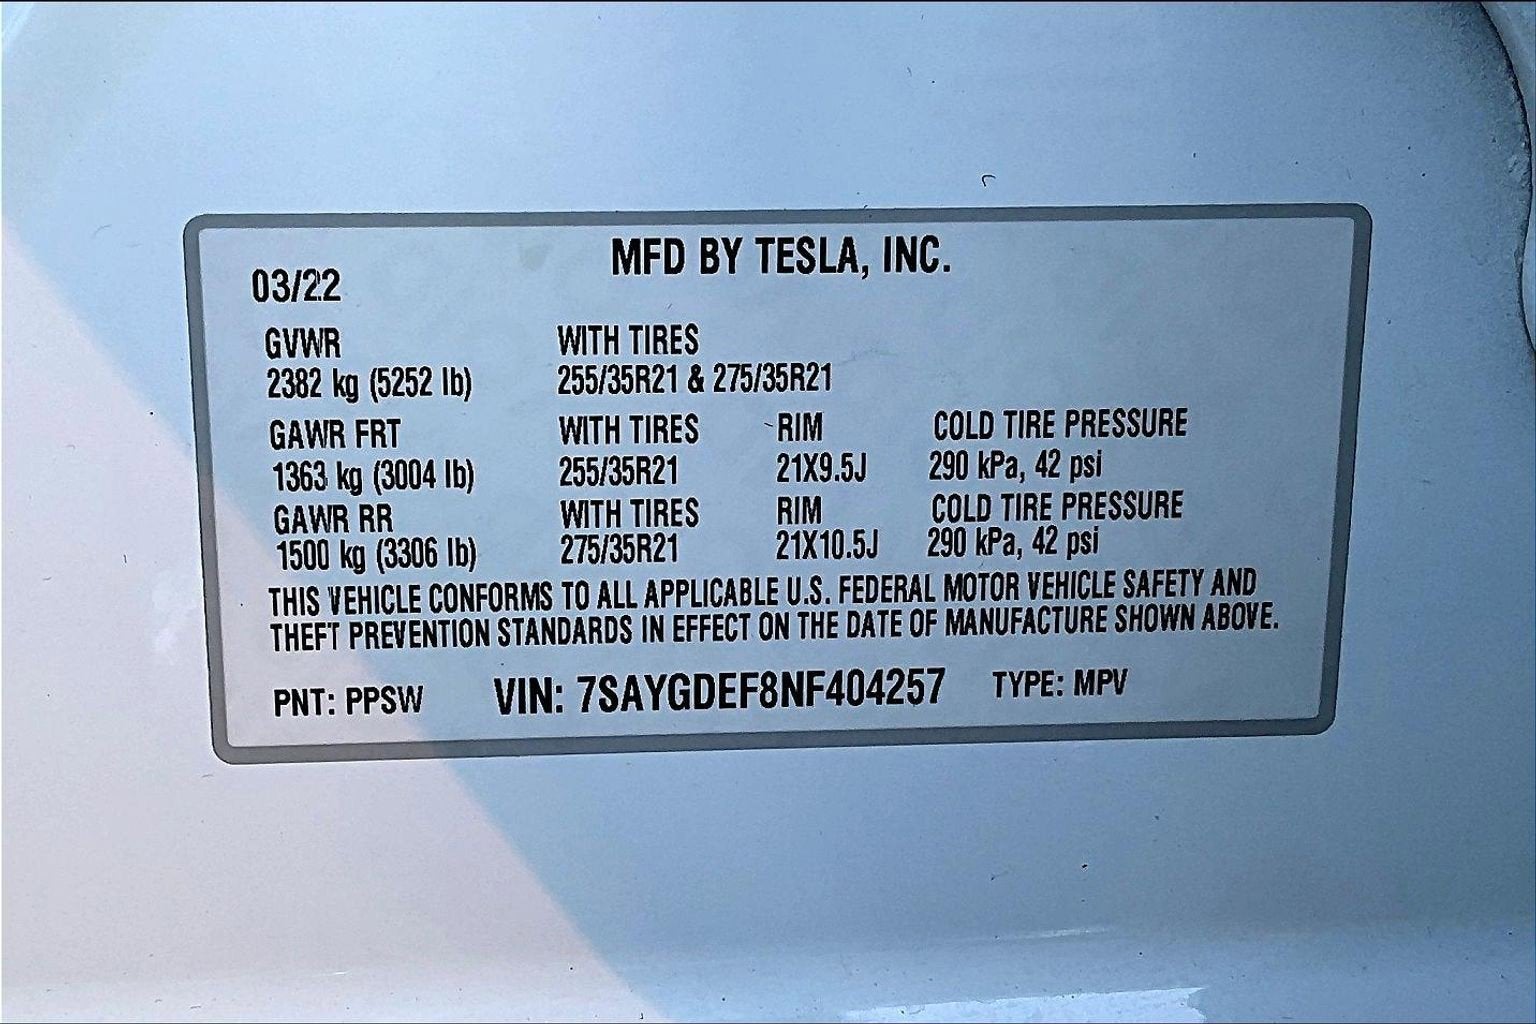 MFD BY TESLA, INC.
03/22
GVWR WITH TIRES
2382 kg (5252 lb) 255/35R21 & 275/35R21
GAWR FRT WITH TIRES RIM COLD TIRE PRESSURE
1363 kg (3004 lb) 255/35R21 21X9.5J 290 kPa, 42 psi
GAWR RR WITH TIRES RIM COLD TIRE PRESSURE
1500 kg (3306 lb) 275/35R21 21X10.5J 290 kPa, 42 psi
THIS VEHICLE CONFORMS TO ALL APPLICABLE U.S. FEDERAL MOTOR VEHICLE SAFETY AND
THEFT PREVENTION STANDARDS IN EFFECT ON THE DATE OF MANUFACTURE SHOWN ABOVE.
PNT: PPSW VIN: 7SAYGDEF8NF404257 TYPE: MPV